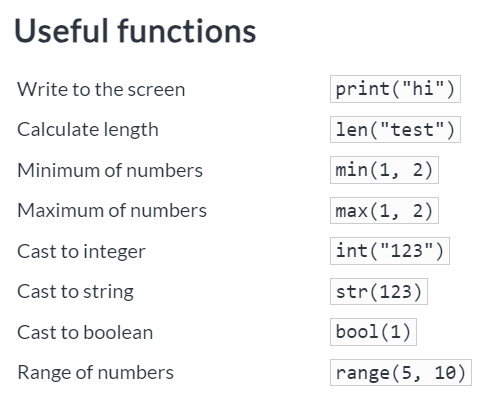 Useful functions
Write to the screen print("hi")
Calculate length len("test")
Minimum of numbers min(1, 2)
Maximum of numbers max(1, 2)
Cast to integer int("123")
Cast to string str(123)
Cast to boolean bool(1)
Range of numbers range(5, 10)